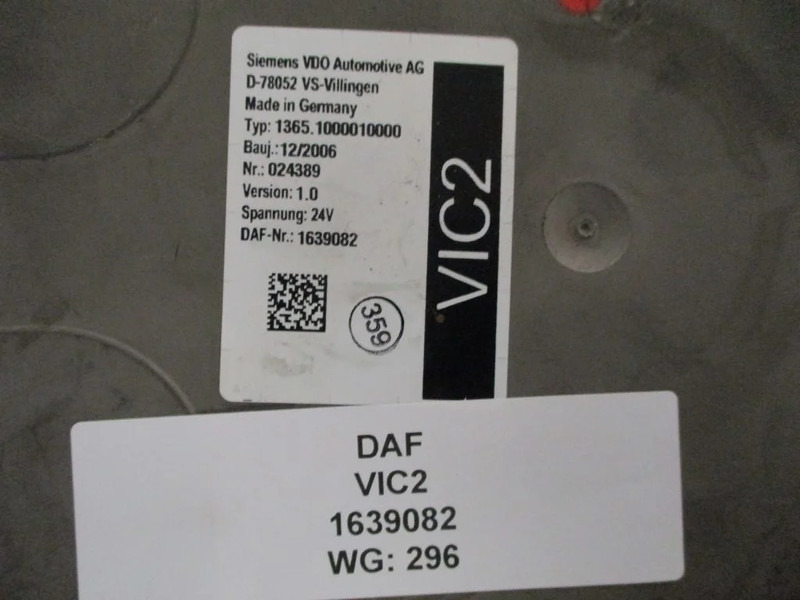 Siemens VDO Automotive AG
D-78052 VS-Villingen
Made in Germany
Typ: 1365.1000010000
Bauj.: 12/2006
Nr.: 024389
Version: 1.0
Spannung: 24V
DAF-Nr.: 1639082
359
VIC2
DAF
VIC2
1639082
WG: 296